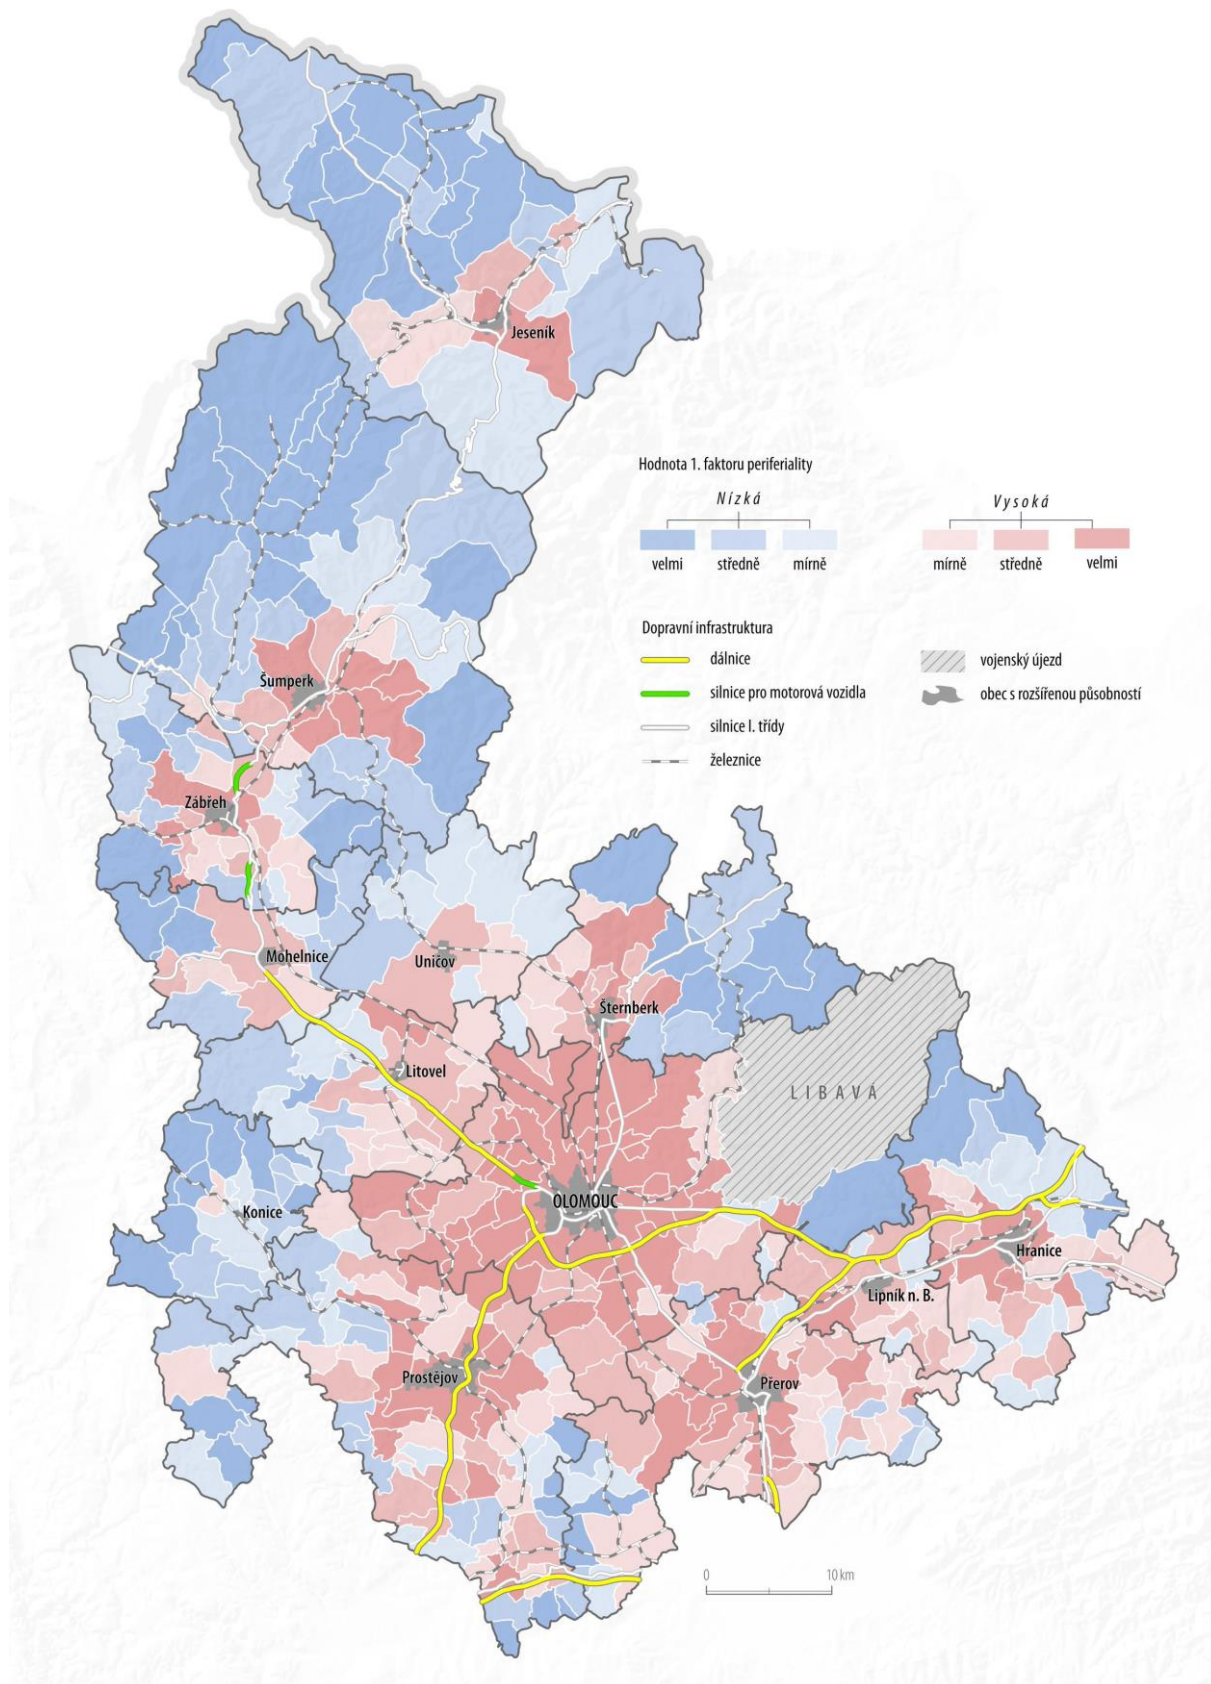 Jeseník
Hodnota 1. faktoru periferiality
Nízká
Vysoká
velmi
středně
mírně
mírně
středně
velmi
Dopravní infrastruktura
dálnice
vojenský újezd
silnice pro motorová vozidla
obec s rozšířenou působností
silnice I. třídy
železnice
Šumperk
Zábřeh
Mohelnice
Uničov
Šternberk
Litovel
LIBAVÁ
OLOMOUC
Konice
Hranice
Lipník n. B.
Prostějov
Přerov
0
10 km